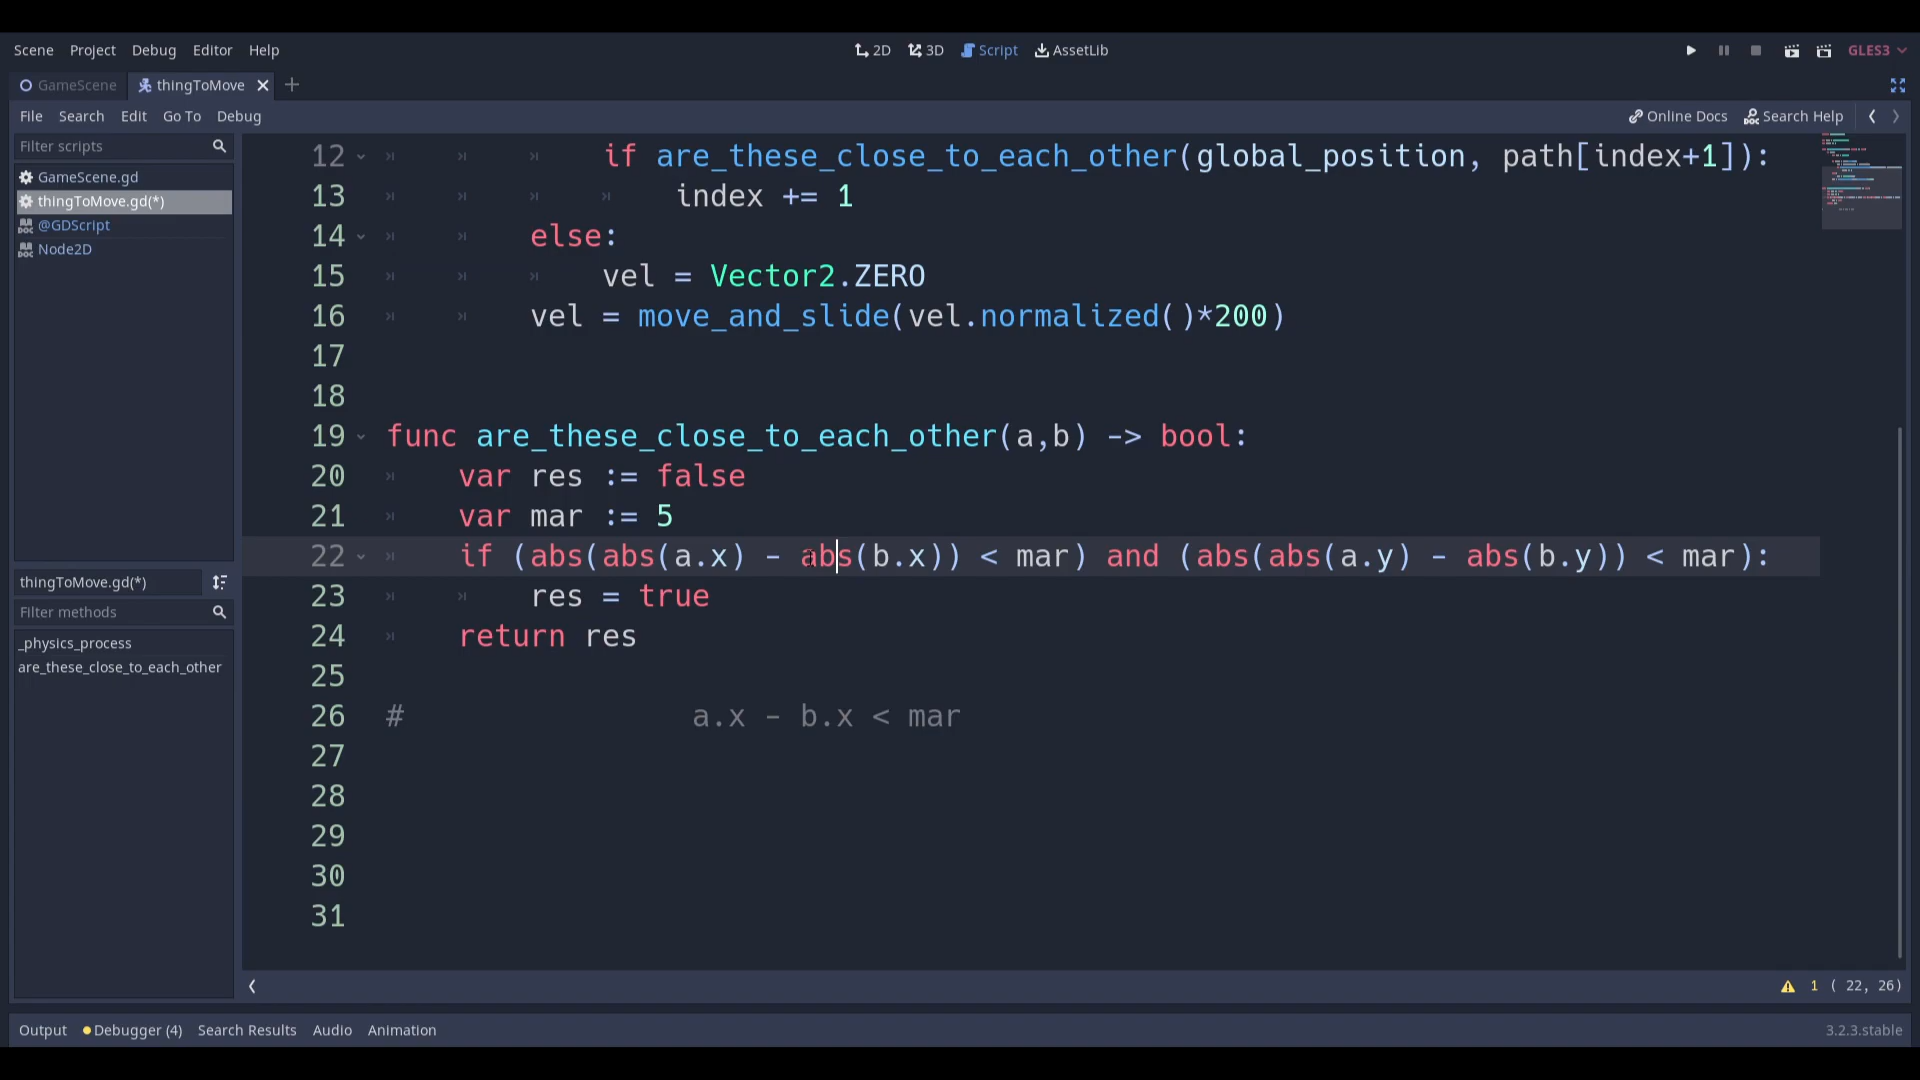 Scene Project Debug Editor Help 2D 3D Script AssetLib GLES3
GameScene thingToMove
File Search Edit Go To Debug Online Docs Search Help
Filter scripts
GameScene.gd
thingToMove.gd(*)
@GDScript
Node2D
thingToMove.gd(*)
Filter methods
_physics_process
are_these_close_to_each_other
12 if are_these_close_to_each_other(global_position, path[index+1]):
13 index += 1
14 else:
15 vel = Vector2.ZERO
16 vel = move_and_slide(vel.normalized()*200)
17
18
19 func are_these_close_to_each_other(a,b) -> bool:
20 var res := false
21 var mar := 5
22 if (abs(abs(a.x) - abs(b.x)) < mar) and (abs(abs(a.y) - abs(b.y)) < mar):
23 res = true
24 return res
25
26 # a.x - b.x < mar
27
28
29
30
31
1 ( 22, 26)
Output Debugger (4) Search Results Audio Animation 3.2.3.stable